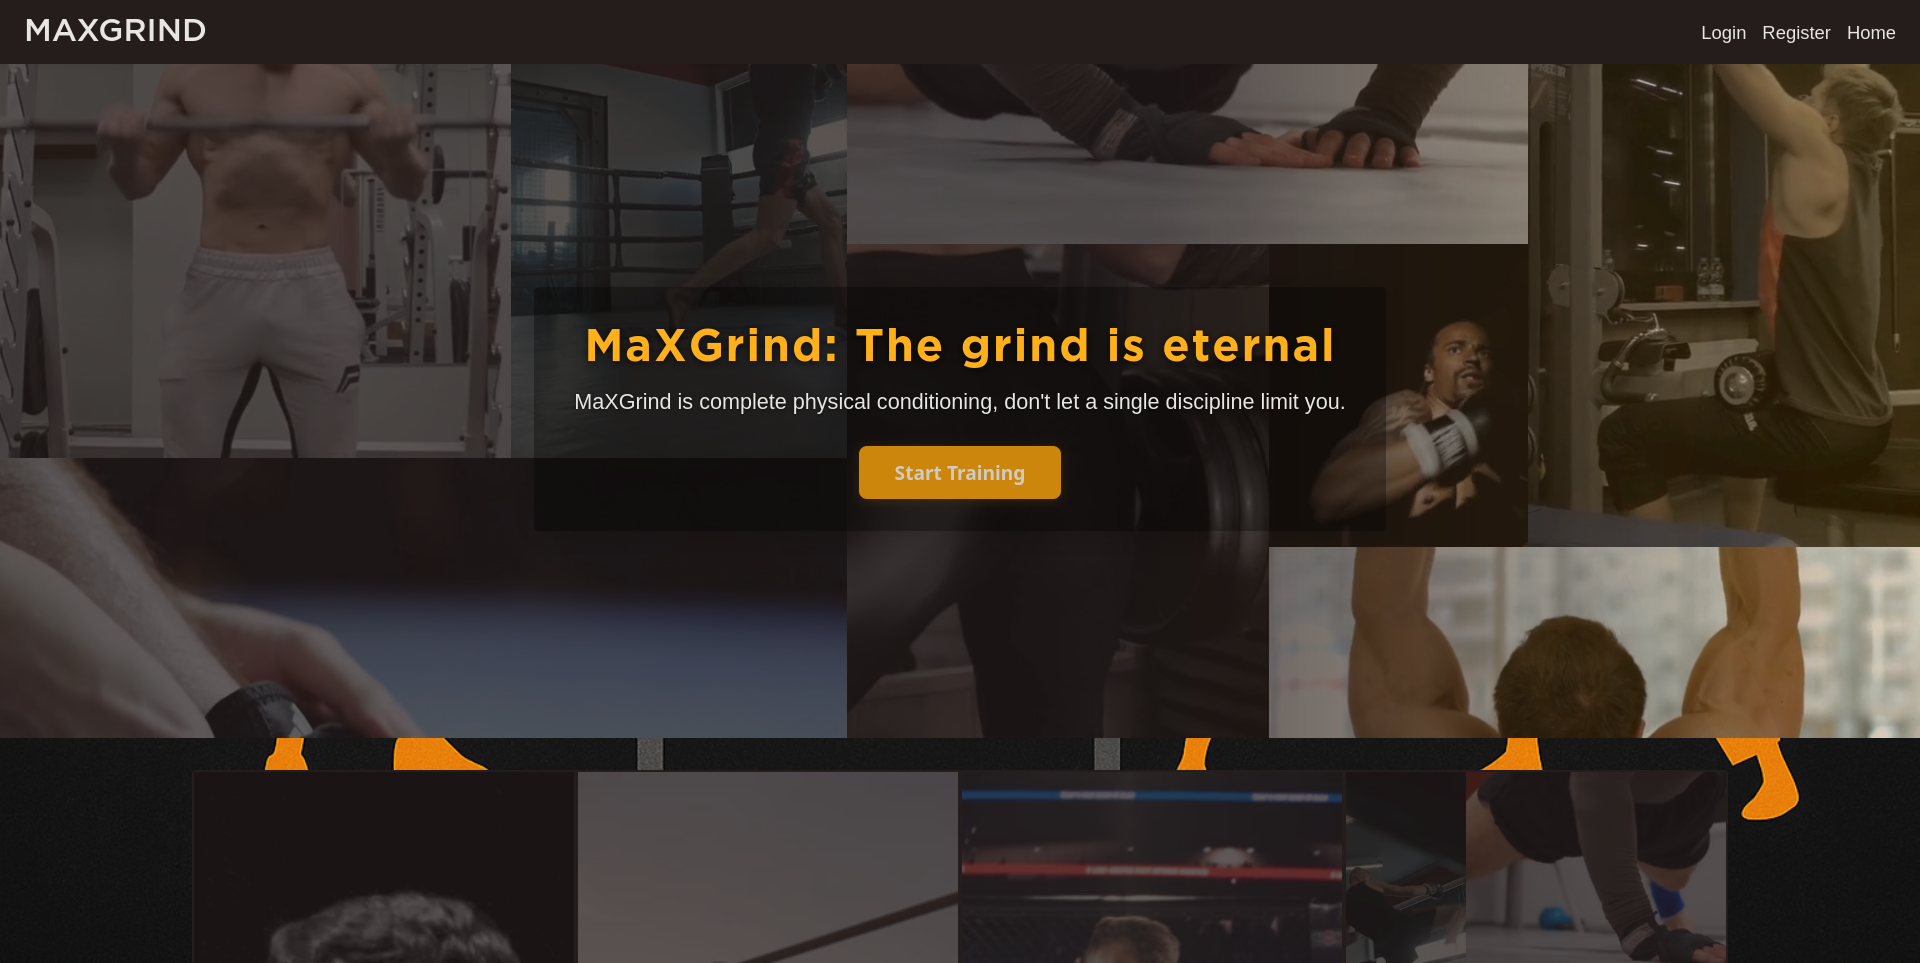 MAXGRIND
Login Register Home
MaXGrind: The grind is eternal
MaXGrind is complete physical conditioning, don't let a single discipline limit you.
Start Training